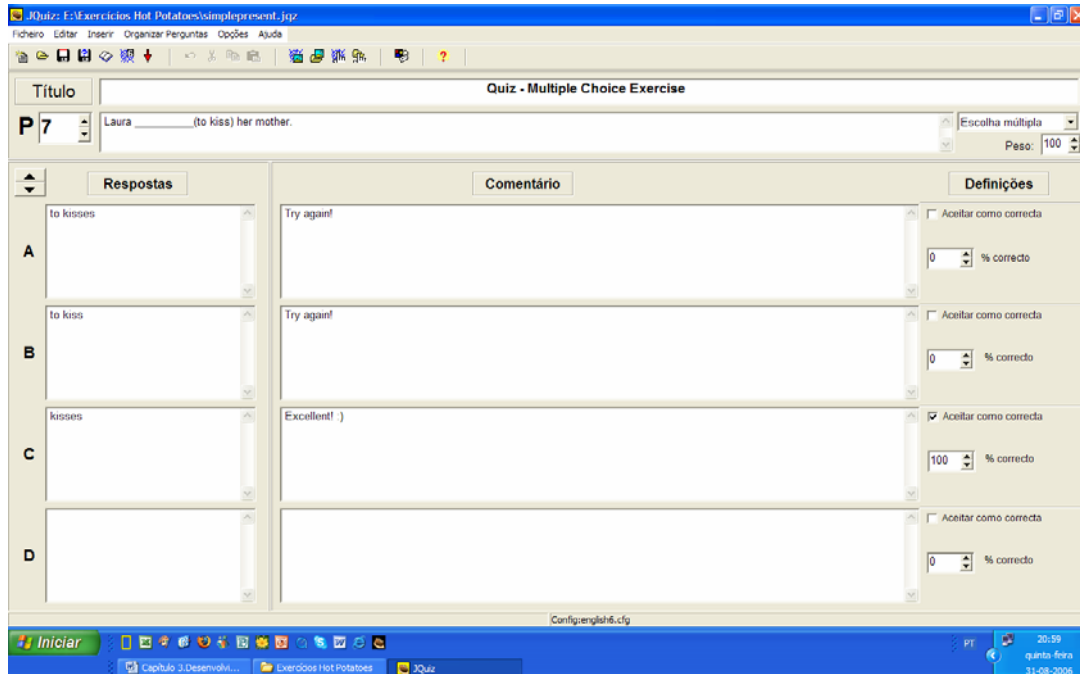 JQuiz: E:\Exercicios Hot Potatoes\simplepresent.jqz
Ficheiro Editar Inserir Organizar Perguntas Opções Ajuda
Título
Quiz - Multiple Choice Exercise
P 7
Laura __________(to kiss) her mother.
Escolha múltipla
Peso: 100
Respostas
Comentário
Definições
A
to kisses
Try again!
Aceitar como correcta
0 % correcto
B
to kiss
Try again!
Aceitar como correcta
0 % correcto
C
kisses
Excellent! :)
Aceitar como correcta
100 % correcto
D
Aceitar como correcta
0 % correcto
Config:english6.cfg
Iniciar
PT
20:59
quinta-feira
31-08-2006
Capítulo 3.Desenvolvi...
Exercicios Hot Potatoes
JQuiz